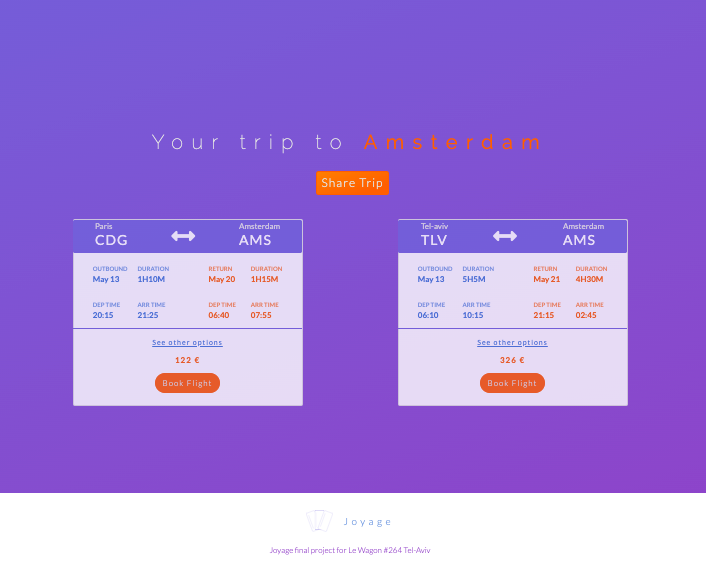 Your trip to Amsterdam
Share Trip
Paris Amsterdam
CDG AMS
OUTBOUND DURATION RETURN DURATION
May 13 1H10M May 20 1H15M
DEP TIME ARR TIME DEP TIME ARR TIME
20:15 21:25 06:40 07:55
See other options
122 €
Book Flight
Tel-aviv Amsterdam
TLV AMS
OUTBOUND DURATION RETURN DURATION
May 13 5H5M May 21 4H30M
DEP TIME ARR TIME DEP TIME ARR TIME
06:10 10:15 21:15 02:45
See other options
326 €
Book Flight
Joyage
Joyage final project for Le Wagon #264 Tel-Aviv